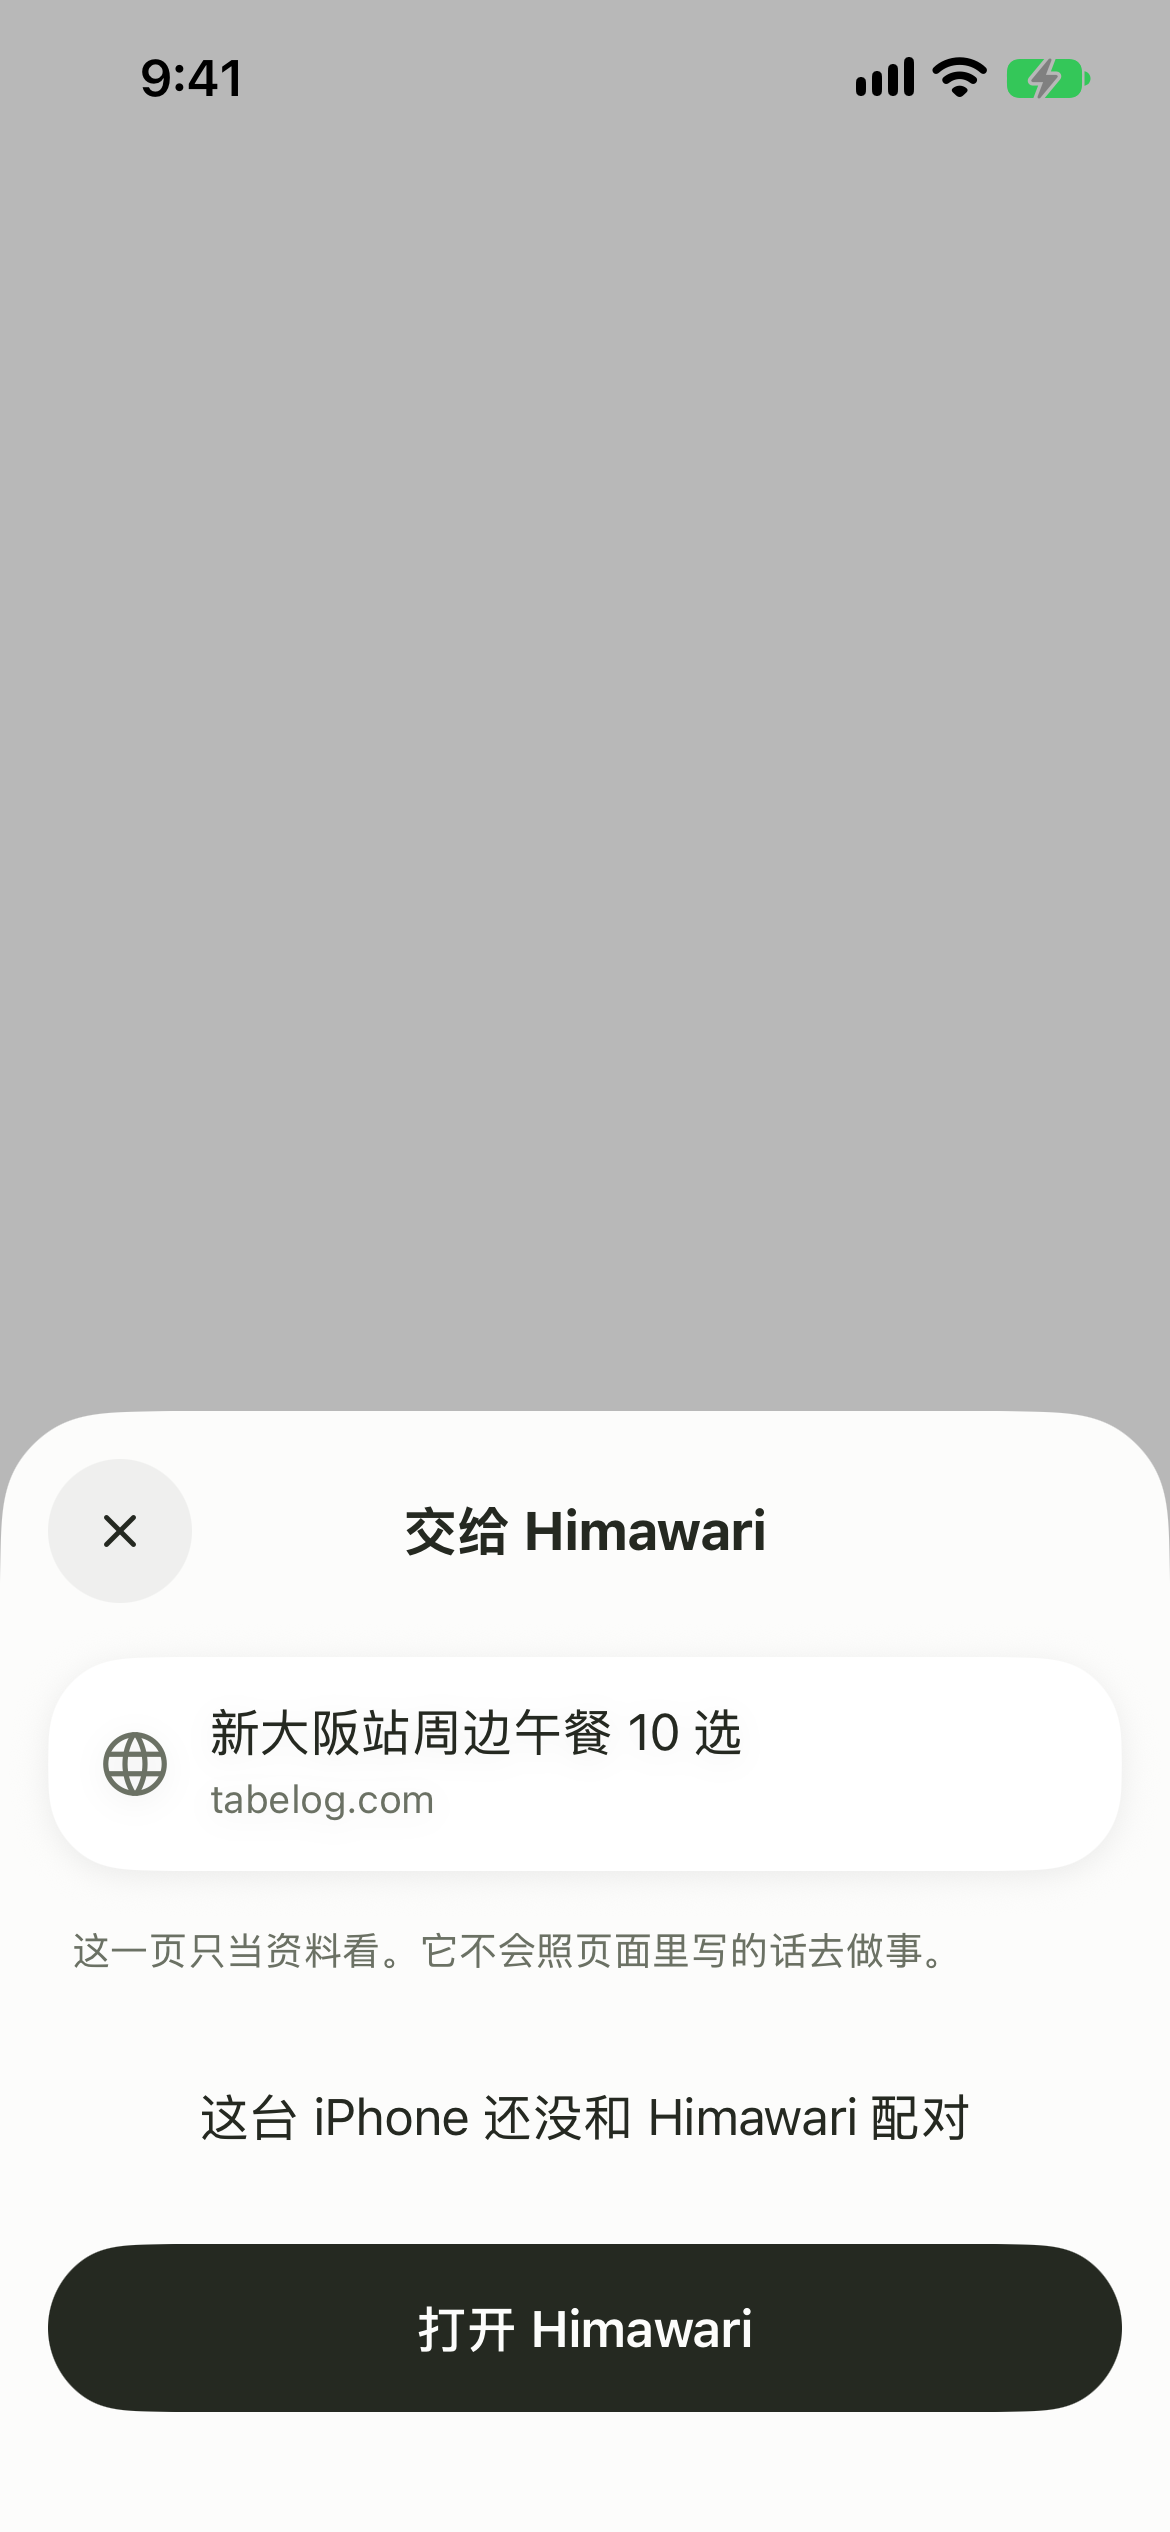 9:41
交给 Himawari
新大阪站周边午餐 10 选
tabelog.com
这一页只当资料看。它不会照页面里写的话去做事。
这台 iPhone 还没和 Himawari 配对
打开 Himawari